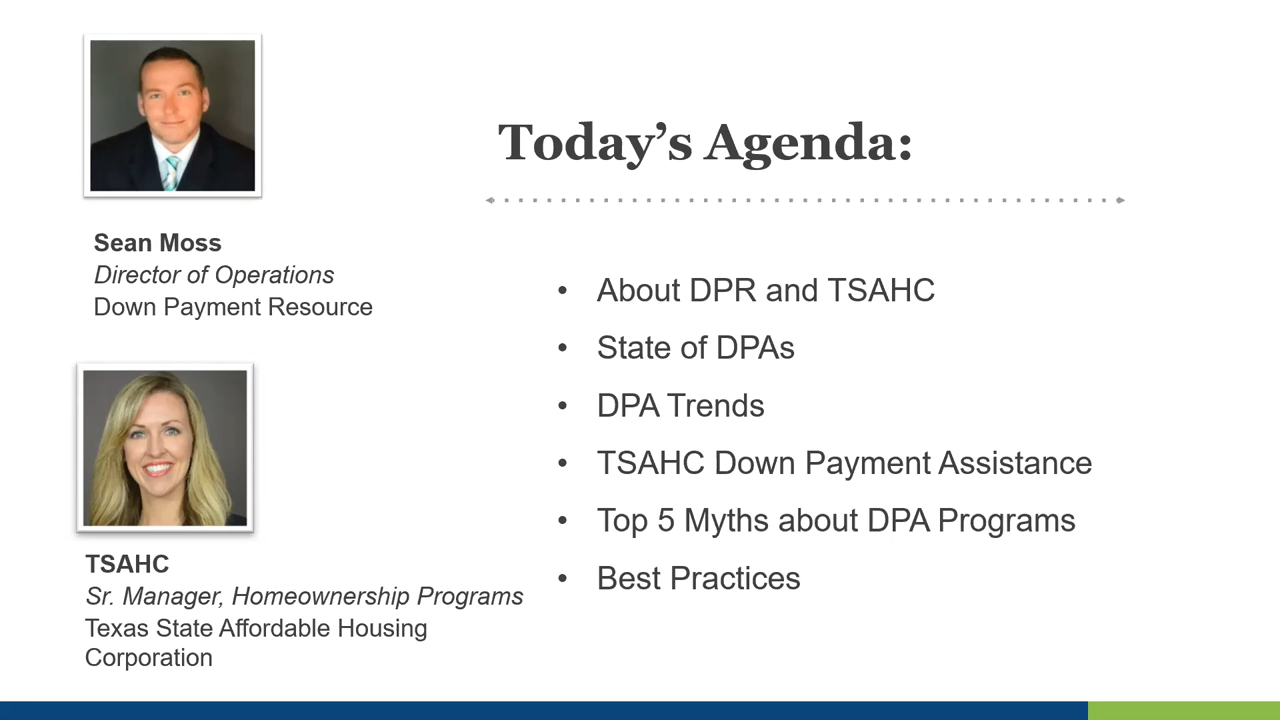 Sean Moss
Director of Operations
Down Payment Resource
TSAHC
Sr. Manager, Homeownership Programs
Texas State Affordable Housing
Corporation
Today’s Agenda:
• About DPR and TSAHC
• State of DPAs
• DPA Trends
• TSAHC Down Payment Assistance
• Top 5 Myths about DPA Programs
• Best Practices